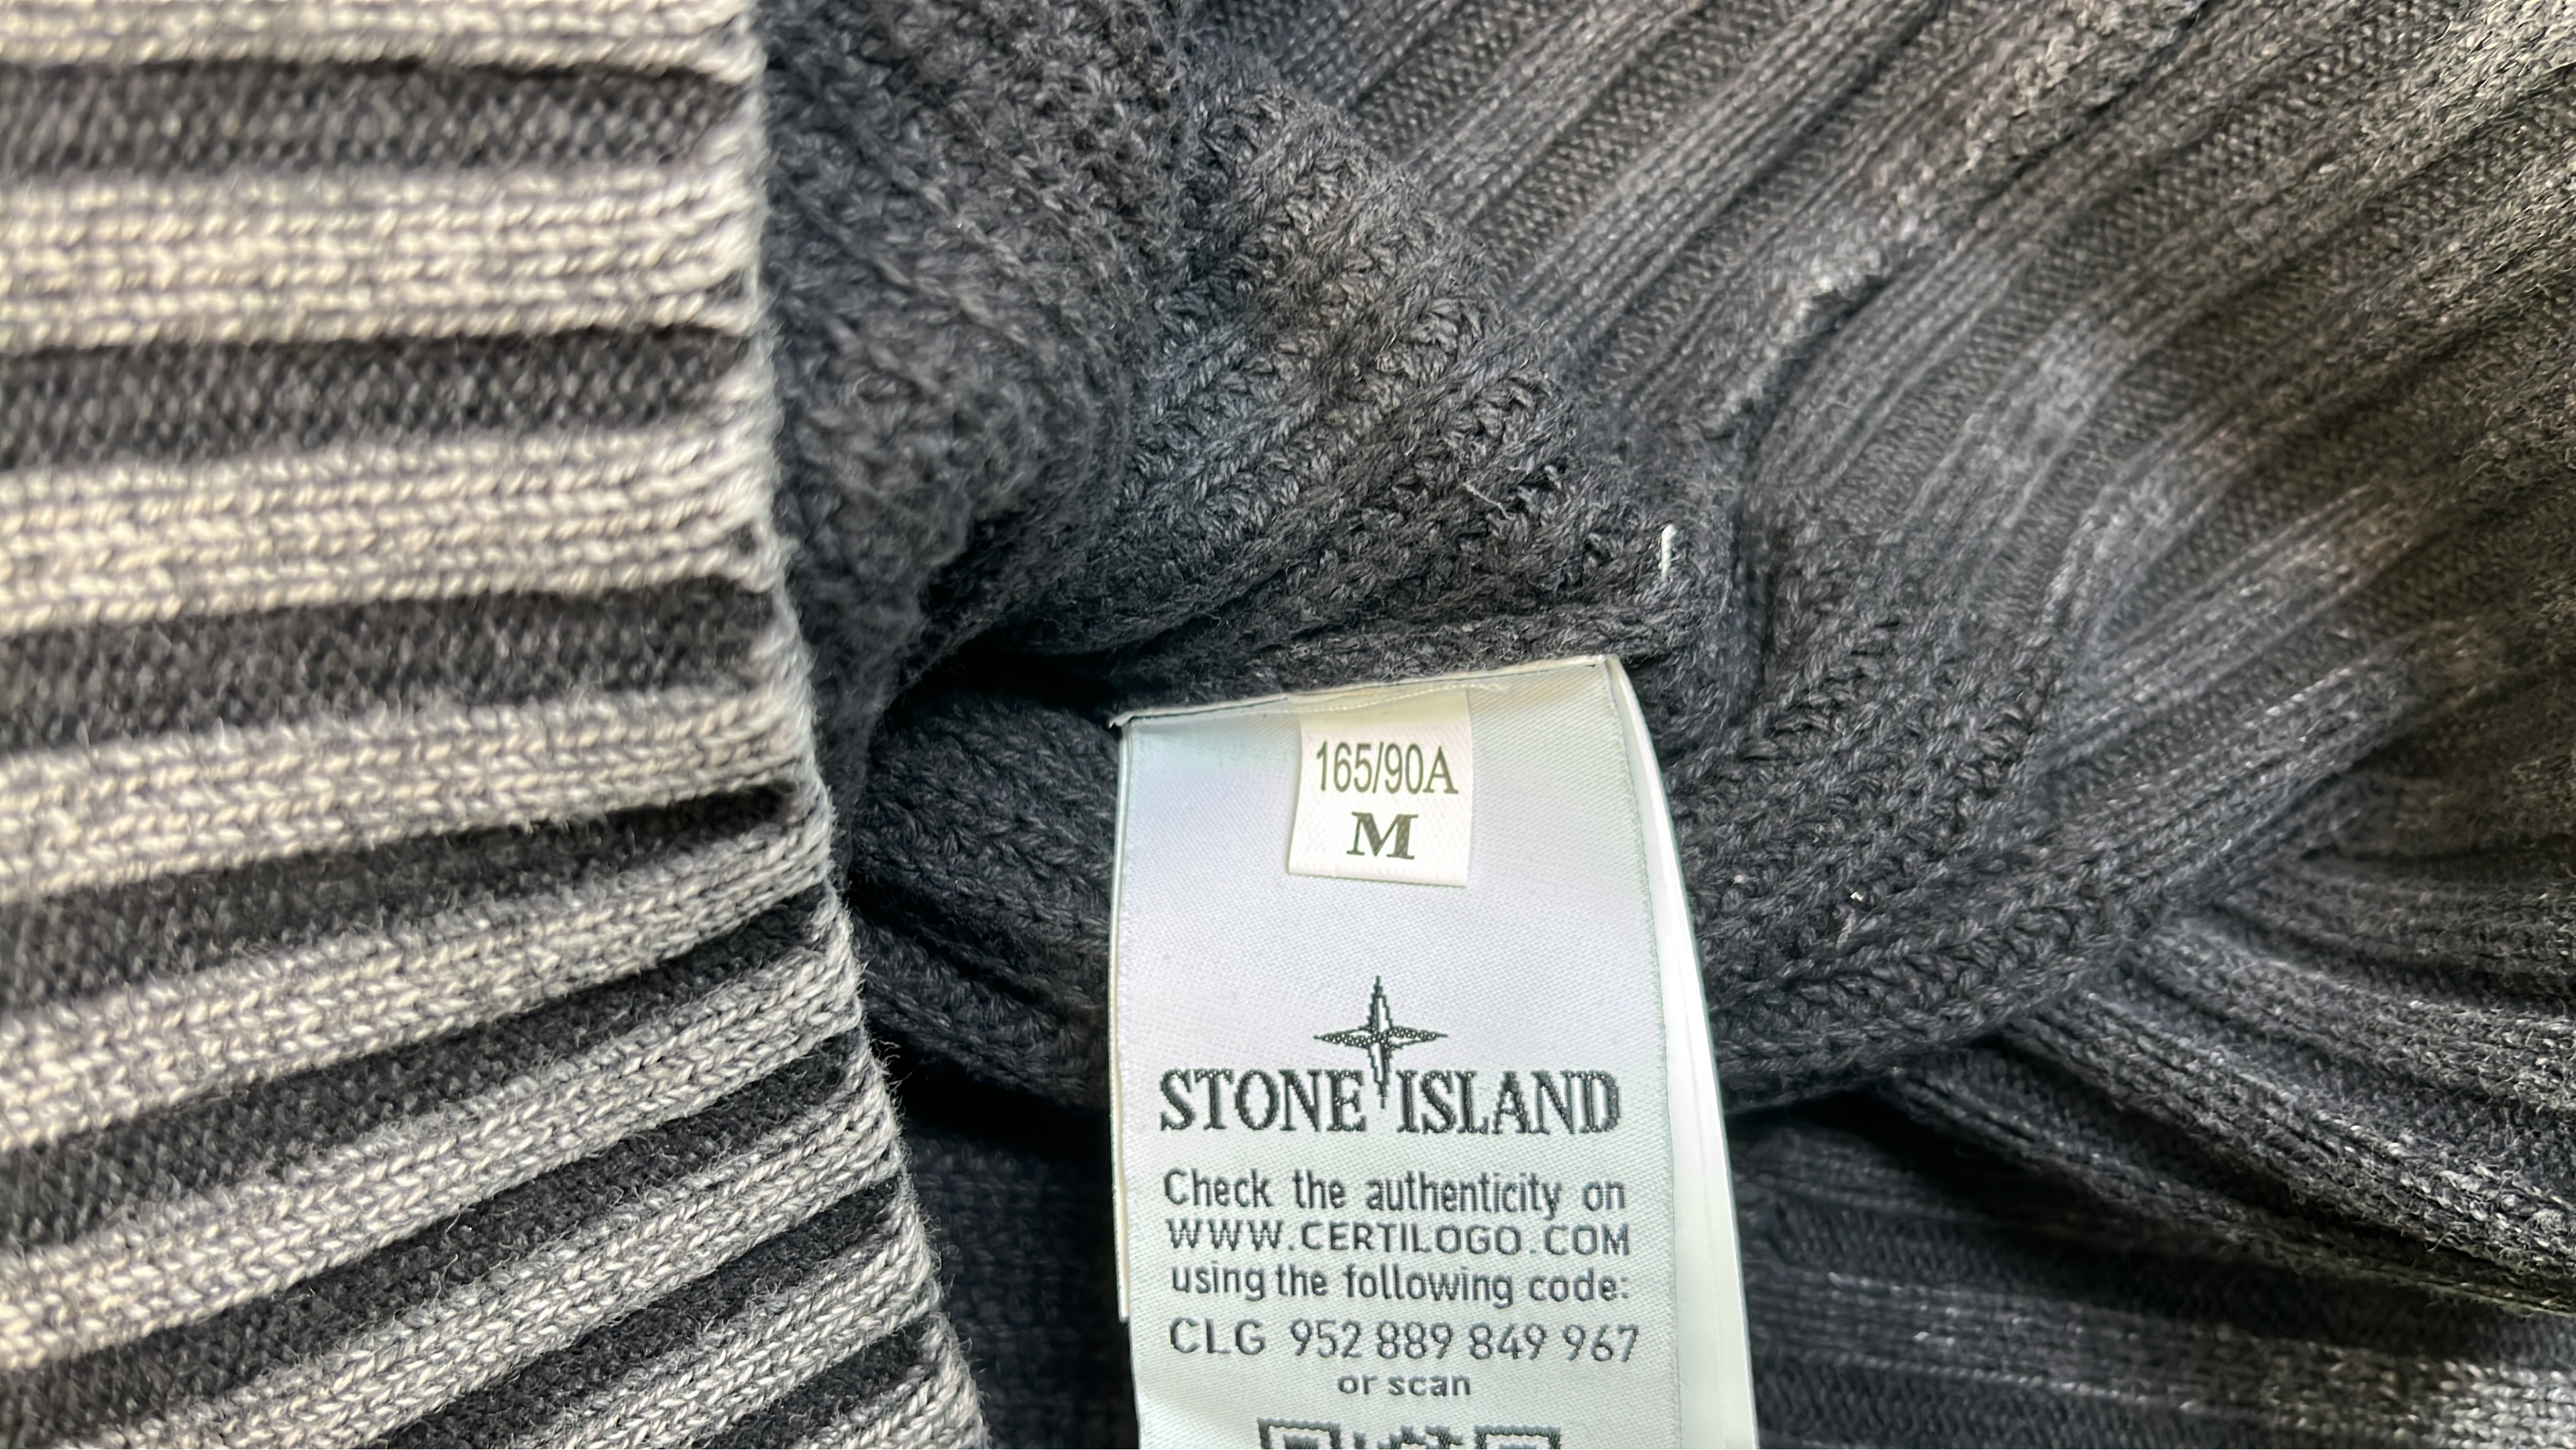 165/90A
M
STONE ISLAND
Check the authenticity on
WWW.CERTILOGO.COM
using the following code:
CLG 952 889 849 967
or scan